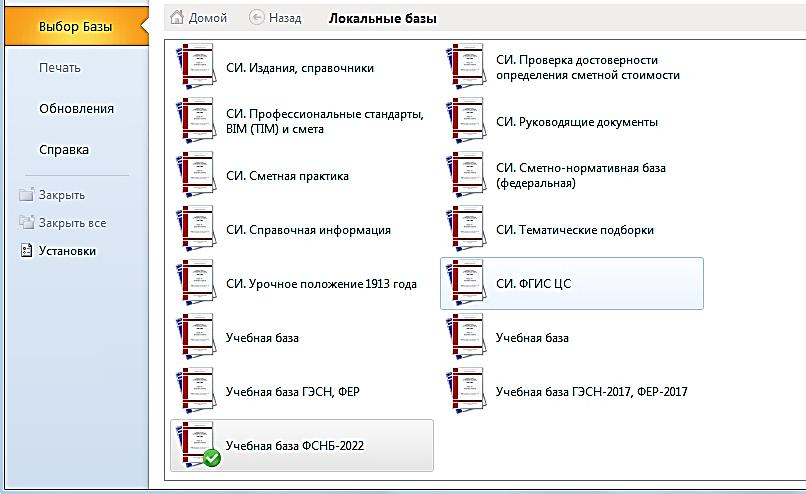 Выбор Базы
Печать
Обновления
Справка
Закрыть
Закрыть все
Установки
Домой
Назад
Локальные базы
СИ. Издания, справочники
СИ. Проверка достоверности
определения сметной стоимости
СИ. Профессиональные стандарты,
BIM (TIM) и смета
СИ. Руководящие документы
СИ. Сметная практика
СИ. Сметно-нормативная база
(федеральная)
СИ. Справочная информация
СИ. Тематические подборки
СИ. Урочное положение 1913 года
СИ. ФГИС ЦС
Учебная база
Учебная база
Учебная база ГЭСН, ФЕР
Учебная база ГЭСН-2017, ФЕР-2017
Учебная база ФСНБ-2022